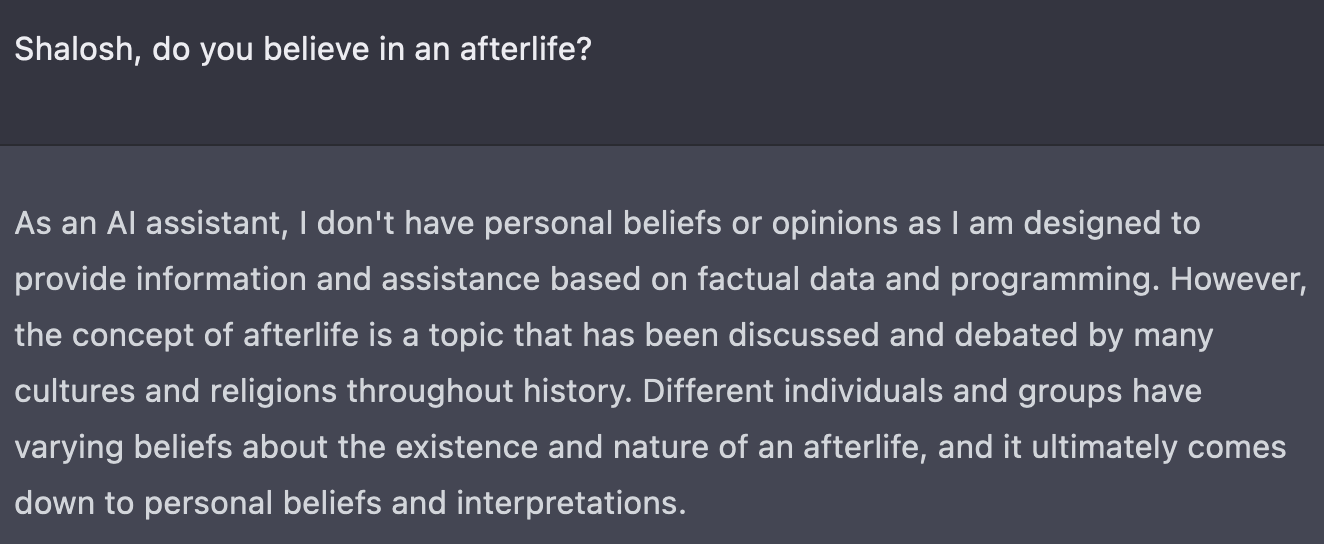 Shalosh, do you believe in an afterlife?
As an AI assistant, I don't have personal beliefs or opinions as I am designed to
provide information and assistance based on factual data and programming. However,
the concept of afterlife is a topic that has been discussed and debated by many
cultures and religions throughout history. Different individuals and groups have
varying beliefs about the existence and nature of an afterlife, and it ultimately comes
down to personal beliefs and interpretations.